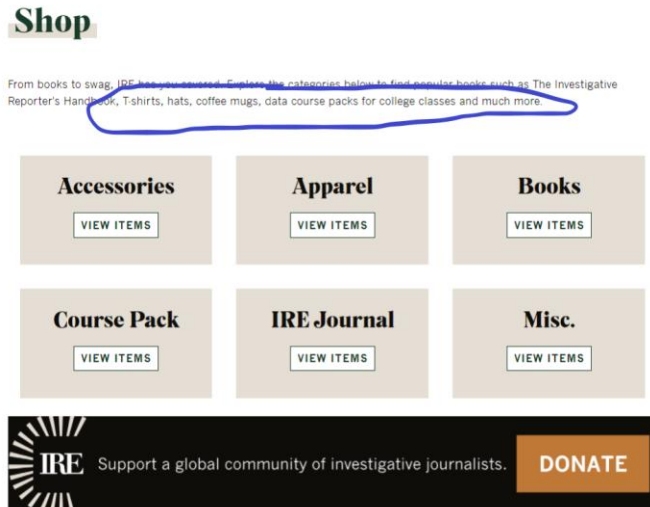 Shop
From books to swag, IRE has you covered. Explore the categories below to find popular books such as The Investigative
Reporter's Handbook, T-shirts, hats, coffee mugs, data course packs for college classes and much more.
Accessories Apparel Books
VIEW ITEMS VIEW ITEMS VIEW ITEMS
Course Pack IRE Journal Misc.
VIEW ITEMS VIEW ITEMS VIEW ITEMS
IRE Support a global community of investigative journalists. DONATE